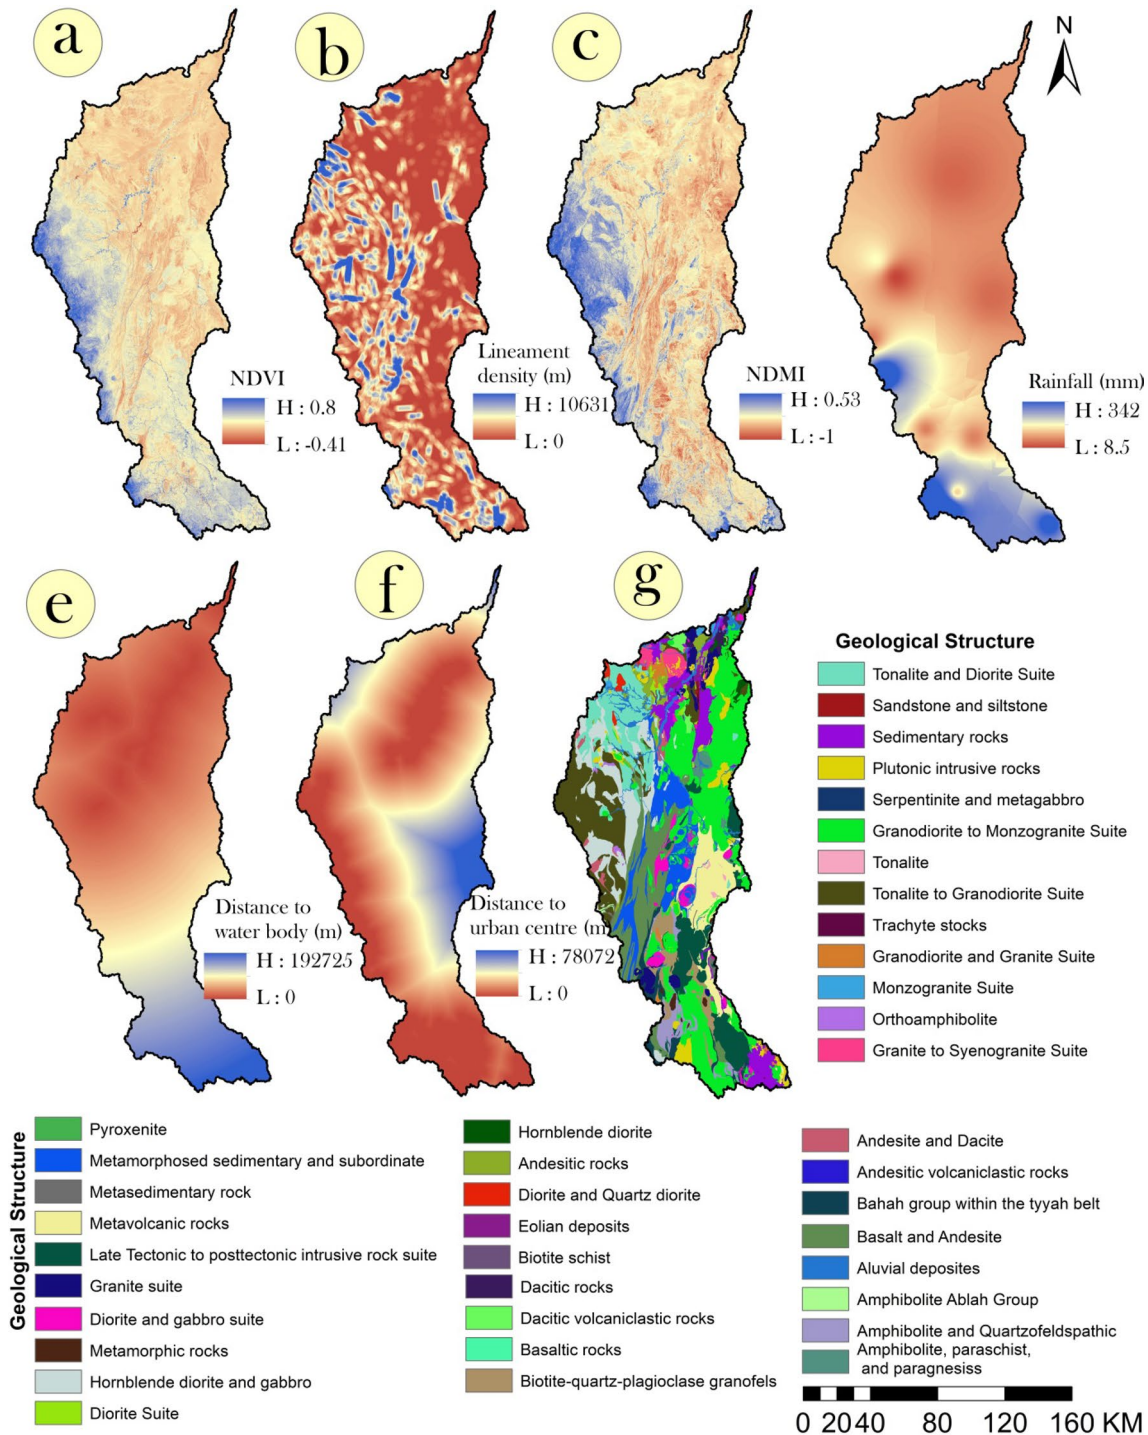 a
b
c
N
NDVI
H : 0.8
L : -0.41
Lineament
density (m)
H : 10631
L : 0
NDMI
H : 0.53
L : -1
Rainfall (mm)
H : 342
L : 8.5
e
f
g
Distance to
water body (m)
H : 192725
L : 0
Distance to
urban centre (m
H : 78072
L : 0
Geological Structure
Tonalite and Diorite Suite
Sandstone and siltstone
Sedimentary rocks
Plutonic intrusive rocks
Serpentinite and metagabbro
Granodiorite to Monzogranite Suite
Tonalite
Tonalite to Granodiorite Suite
Trachyte stocks
Granodiorite and Granite Suite
Monzogranite Suite
Orthoamphibolite
Granite to Syenogranite Suite
Geological Structure
Pyroxenite
Metamorphosed sedimentary and subordinate
Metasedimentary rock
Metavolcanic rocks
Late Tectonic to posttectonic intrusive rock suite
Granite suite
Diorite and gabbro suite
Metamorphic rocks
Hornblende diorite and gabbro
Diorite Suite
Hornblende diorite
Andesitic rocks
Diorite and Quartz diorite
Eolian deposits
Biotite schist
Dacitic rocks
Dacitic volcaniclastic rocks
Basaltic rocks
Biotite-quartz-plagioclase granofels
Andesite and Dacite
Andesitic volcaniclastic rocks
Bahah group within the tyyah belt
Basalt and Andesite
Aluvial deposites
Amphibolite Ablah Group
Amphibolite and Quartzofeldspathic
Amphibolite, paraschist,
and paragnesiss
0 20 40 80 120 160 KM